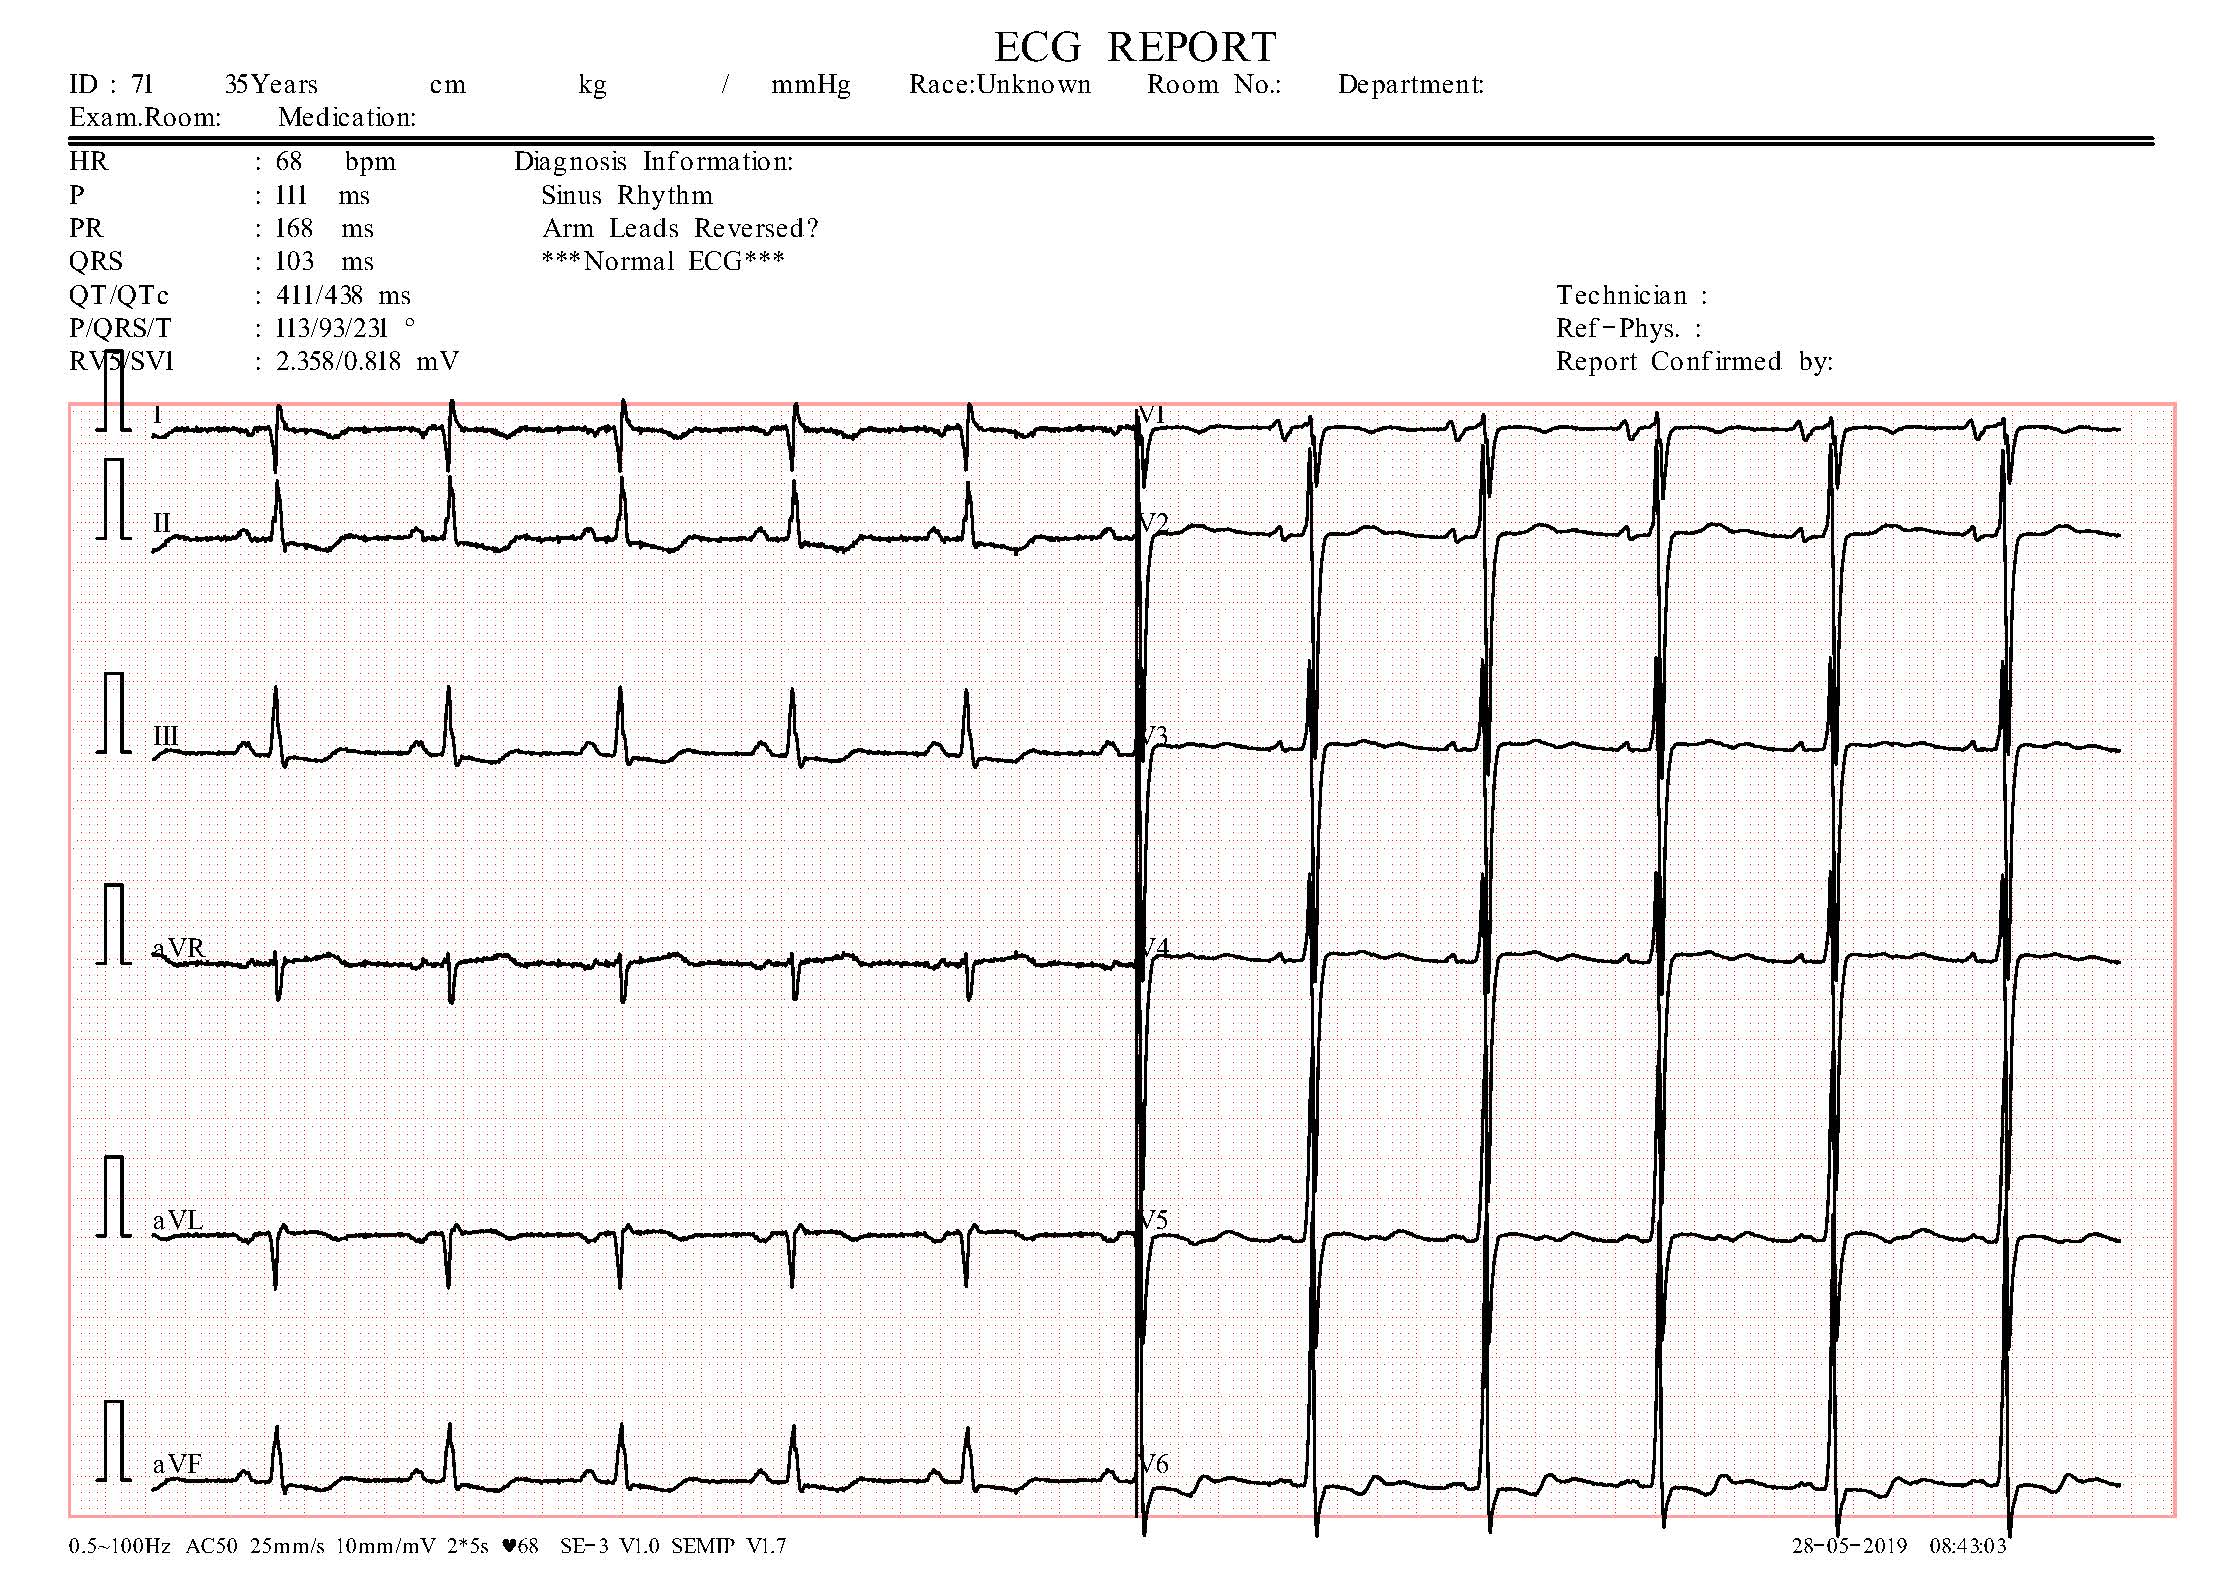 ECG REPORT
ID : 71 35Years cm kg / mmHg Race:Unknown Room No.: Department:
Exam.Room: Medication:
HR : 68 bpm Diagnosis Information:
P : 111 ms Sinus Rhythm
PR : 168 ms Arm Leads Reversed?
QRS : 103 ms ***Normal ECG***
QT/QTc : 411/438 ms Technician :
P/QRS/T : 113/93/231 ° Ref-Phys. :
RV5/SV1 : 2.358/0.818 mV Report Confirmed by:
I V1
II V2
III V3
aVR V4
aVL V5
aVF V6
0.5~100Hz AC50 25mm/s 10mm/mV 2*5s ♥68 SE-3 V1.0 SEMIP V1.7 28-05-2019 08:43:03